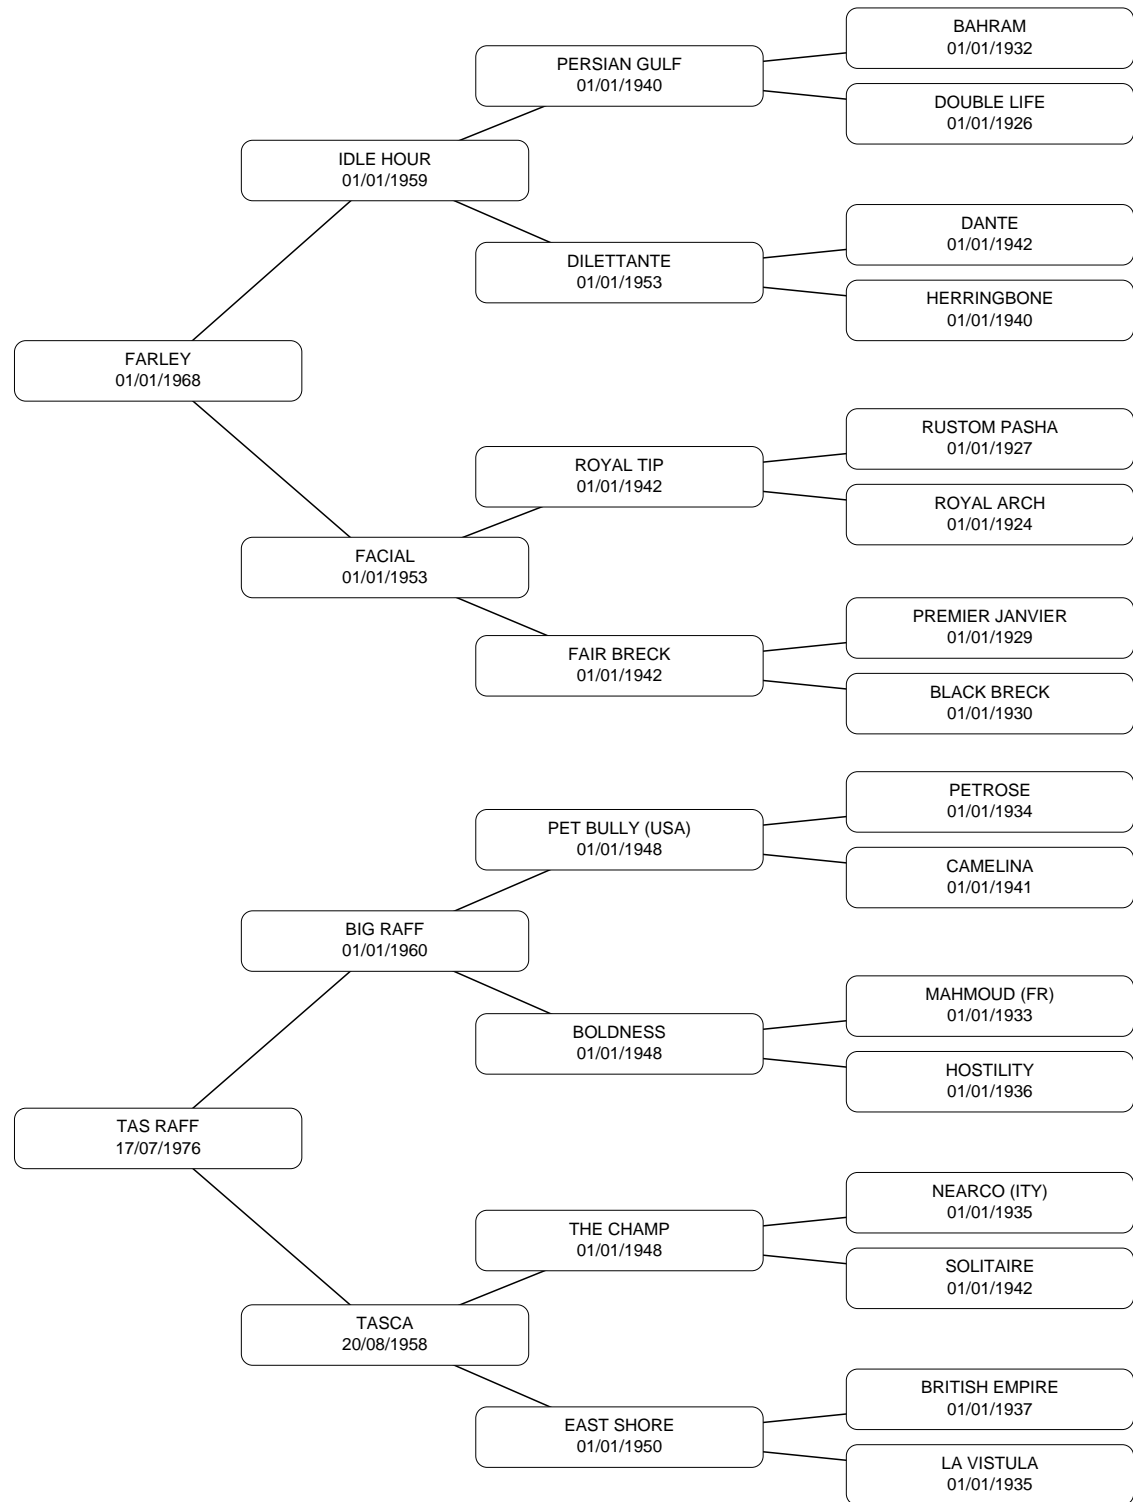 BAHRAM
01/01/1932
PERSIAN GULF
01/01/1940
DOUBLE LIFE
01/01/1926
IDLE HOUR
01/01/1959
DANTE
01/01/1942
DILETTANTE
01/01/1953
HERRINGBONE
01/01/1940
FARLEY
01/01/1968
RUSTOM PASHA
01/01/1927
ROYAL TIP
01/01/1942
ROYAL ARCH
01/01/1924
FACIAL
01/01/1953
PREMIER JANVIER
01/01/1929
FAIR BRECK
01/01/1942
BLACK BRECK
01/01/1930
PETROSE
01/01/1934
PET BULLY (USA)
01/01/1948
CAMELINA
01/01/1941
BIG RAFF
01/01/1960
MAHMOUD (FR)
01/01/1933
BOLDNESS
01/01/1948
HOSTILITY
01/01/1936
TAS RAFF
17/07/1976
NEARCO (ITY)
01/01/1935
THE CHAMP
01/01/1948
SOLITAIRE
01/01/1942
TASCA
20/08/1958
BRITISH EMPIRE
01/01/1937
EAST SHORE
01/01/1950
LA VISTULA
01/01/1935